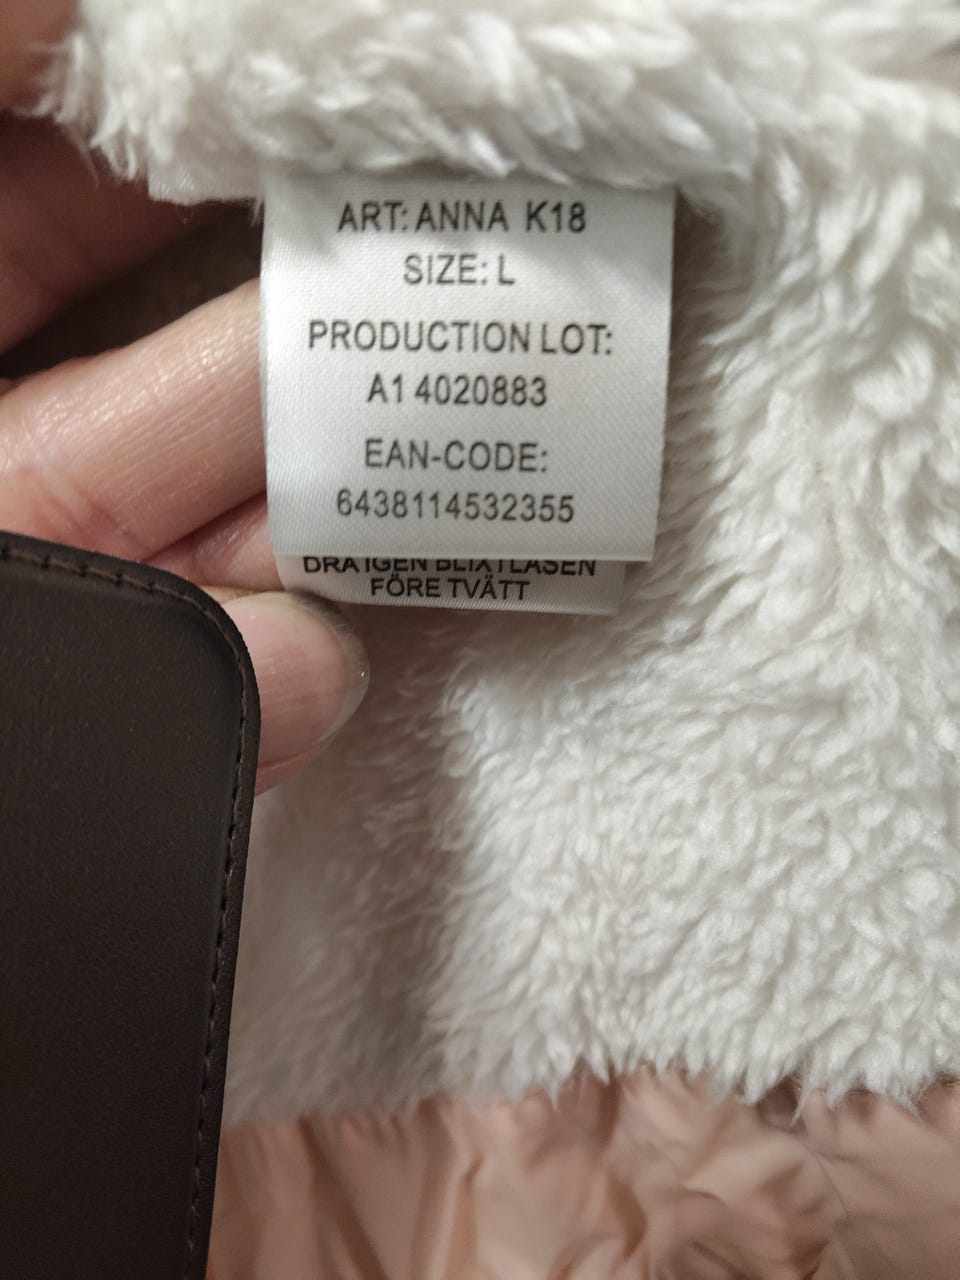 ART: ANNA K18
SIZE: L
PRODUCTION LOT:
A1 4020883
EAN-CODE:
6438114532355
DRA IGEN BLIXTLÅSEN
FÖRE TVÄTT